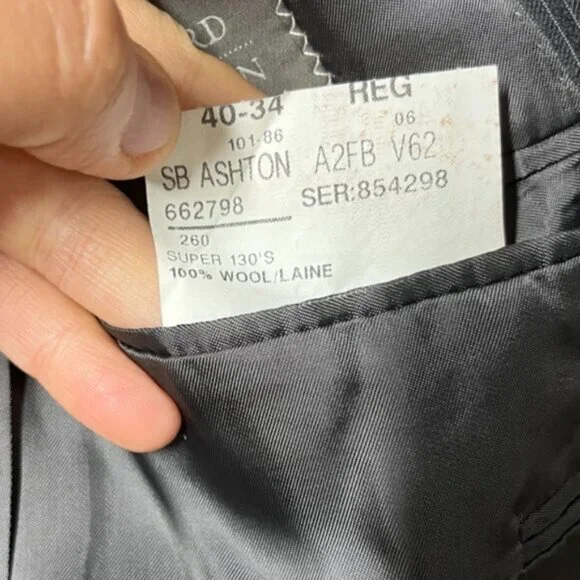 RD
N
40-34 REG
101-86 06
SB ASHTON A2FB V62
662798 SER:854298
260
SUPER 130'S
100% WOOL/LAINE